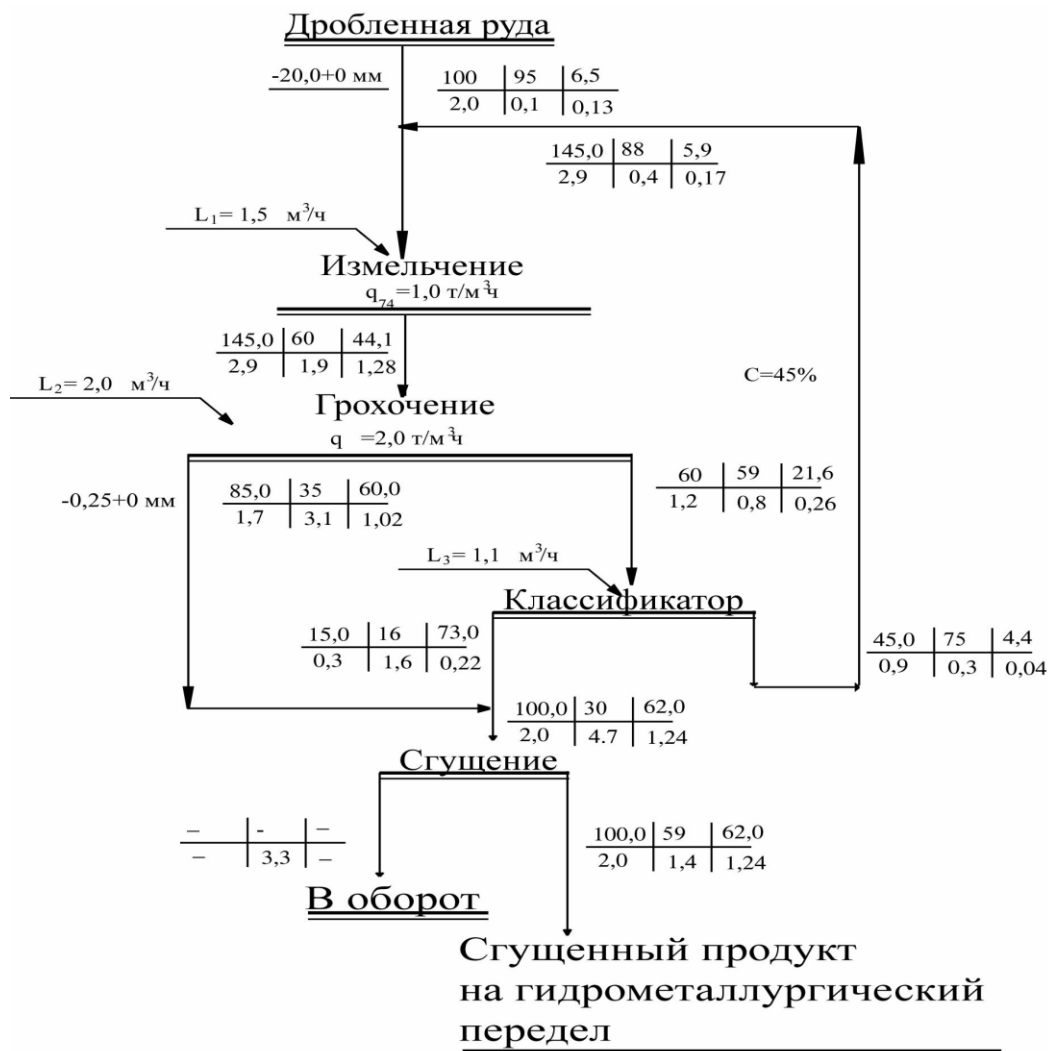 Дробленная руда
-20,0+0 мм
100 95 6,5
2,0 0,1 0,13
145,0 88 5,9
2,9 0,4 0,17
L₁= 1,5 м³/ч
Измельчение
q₇₄=1,0 т/м³ч
145,0 60 44,1
2,9 1,9 1,28
L₂= 2,0 м³/ч
C=45%
Грохочение
q =2,0 т/м³ч
-0,25+0 мм
85,0 35 60,0
1,7 3,1 1,02
60 59 21,6
1,2 0,8 0,26
L₃= 1,1 м³/ч
Классификатор
15,0 16 73,0
0,3 1,6 0,22
45,0 75 4,4
0,9 0,3 0,04
100,0 30 62,0
2,0 4.7 1,24
Сгущение
– - –
– 3,3 –
100,0 59 62,0
2,0 1,4 1,24
В оборот
Сгущенный продукт
на гидрометаллургический
передел